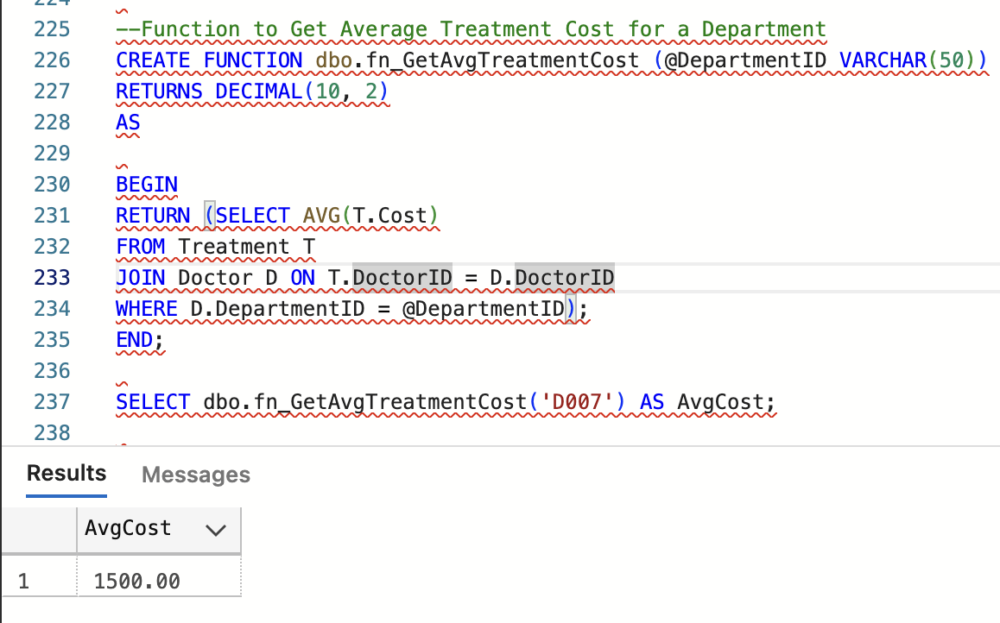 224
225 --Function to Get Average Treatment Cost for a Department
226 CREATE FUNCTION dbo.fn_GetAvgTreatmentCost (@DepartmentID VARCHAR(50))
227 RETURNS DECIMAL(10, 2)
228 AS
229
230 BEGIN
231 RETURN (SELECT AVG(T.Cost)
232 FROM Treatment T
233 JOIN Doctor D ON T.DoctorID = D.DoctorID
234 WHERE D.DepartmentID = @DepartmentID);
235 END;
236
237 SELECT dbo.fn_GetAvgTreatmentCost('D007') AS AvgCost;
238
Results Messages
AvgCost
1 1500.00